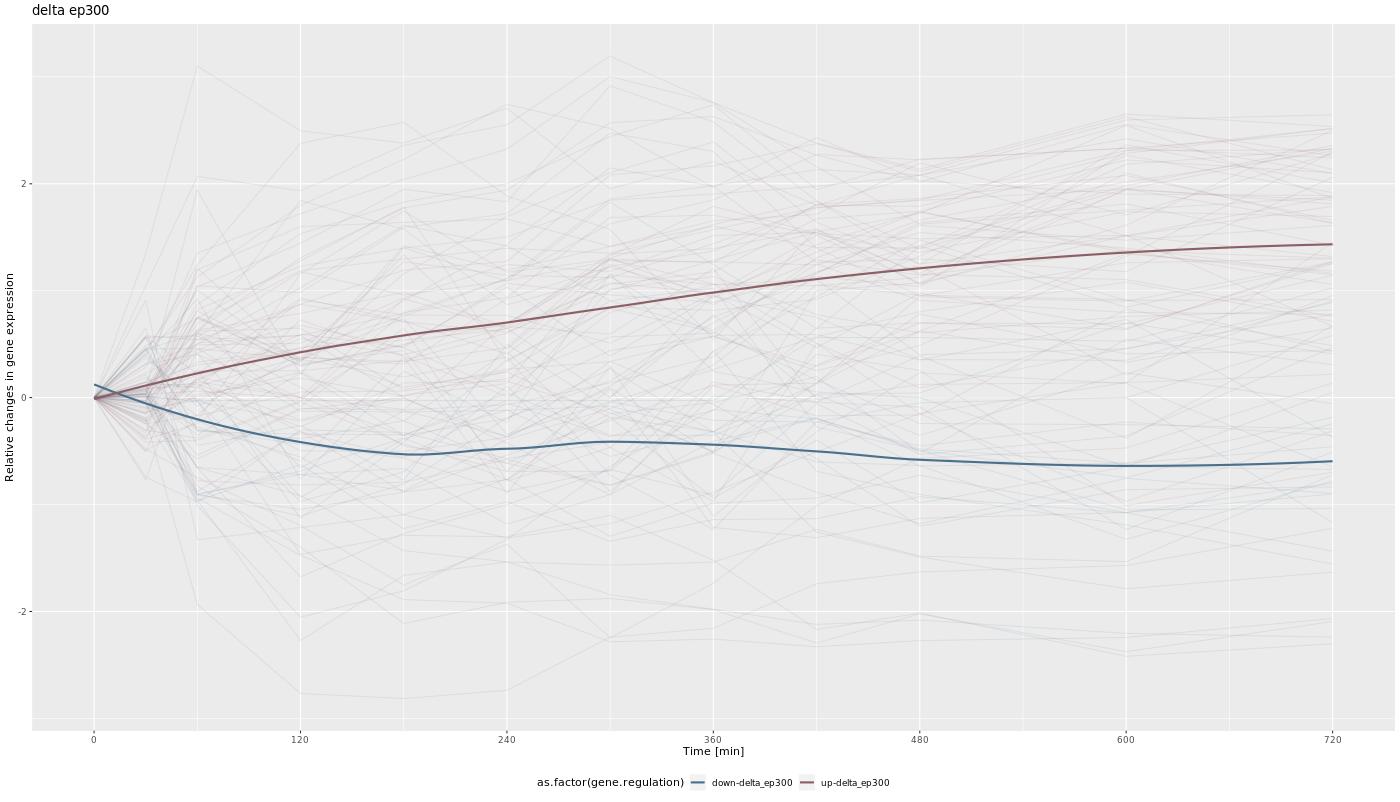 delta ep300
Relative changes in gene expression
2
0
-2
0 120 240 360 480 600 720
Time [min]
as.factor(gene.regulation) down-delta_ep300 up-delta_ep300